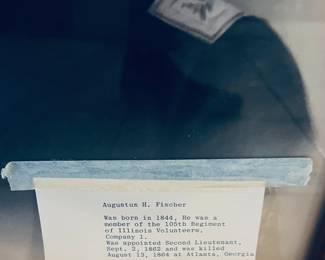 Augustus H. Fischer
Was born in 1844, He was a
member of the 105th Regiment
of Illinois Volunteers.
Company I.
Was appointed Second Lieutenant,
Sept. 2, 1862 and was killed
August 13, 1864 at Atlanta, Georgia